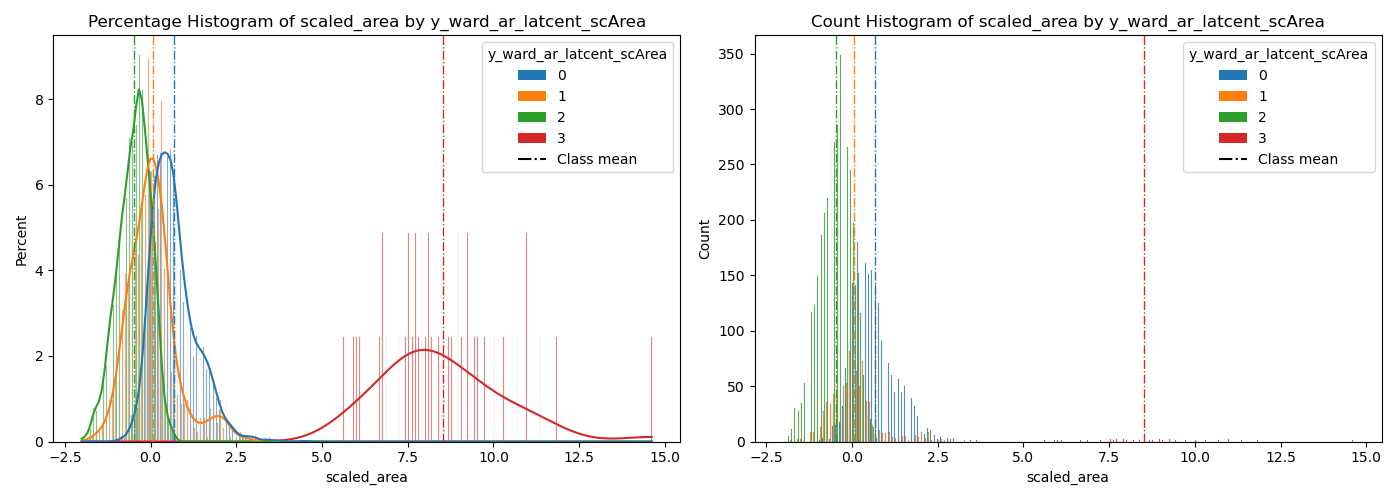 Percentage Histogram of scaled_area by y_ward_ar_latcent_scArea
y_ward_ar_latcent_scArea
0
1
2
3
Class mean
Percent
8
6
4
2
0
−2.5 0.0 2.5 5.0 7.5 10.0 12.5 15.0
scaled_area
Count Histogram of scaled_area by y_ward_ar_latcent_scArea
y_ward_ar_latcent_scArea
0
1
2
3
Class mean
Count
350
300
250
200
150
100
50
0
−2.5 0.0 2.5 5.0 7.5 10.0 12.5 15.0
scaled_area